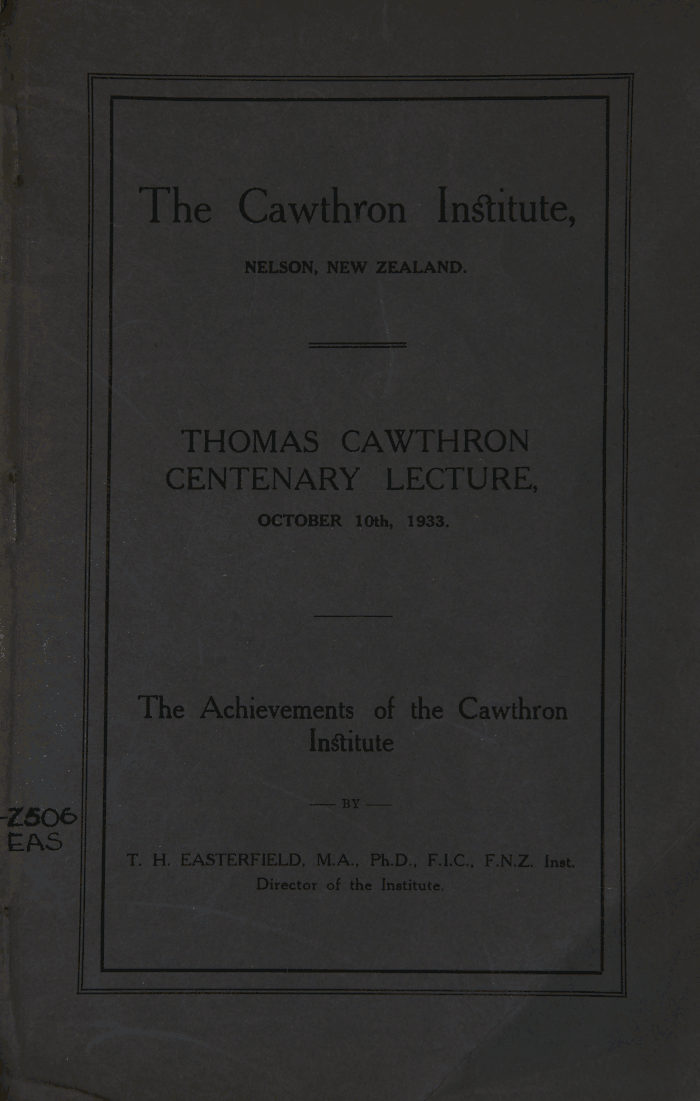 The Cawthron Institute,
NELSON, NEW ZEALAND.
THOMAS CAWTHRON
CENTENARY LECTURE,
OCTOBER 10th, 1933.
The Achievements of the Cawthron
Institute
— BY —
T. H. EASTERFIELD, M.A., Ph.D., F.I.C., F.N.Z. Inst.
Director of the Institute.
-Z506
EAS